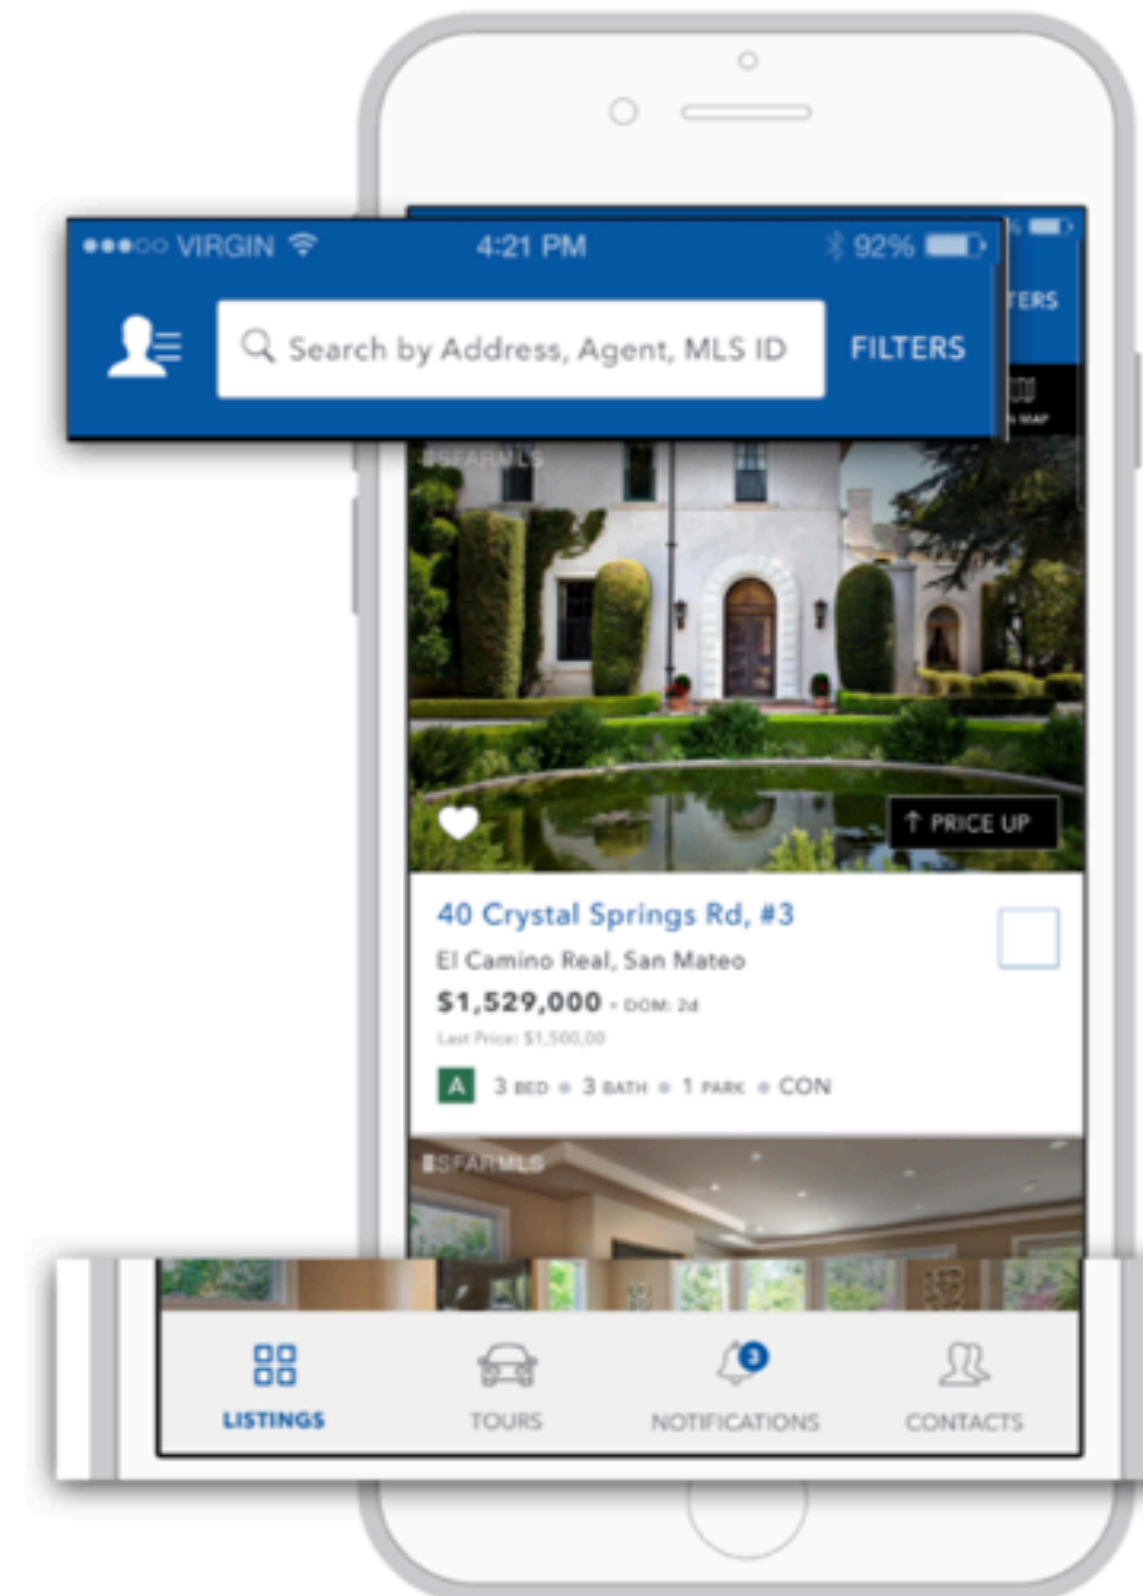 VIRGIN 4:21 PM 92%
Search by Address, Agent, MLS ID FILTERS
TERS
MAP
SFARMLS
↑ PRICE UP
40 Crystal Springs Rd, #3
El Camino Real, San Mateo
$1,529,000 - DOM: 2d
Last Price: $1,500,00
A 3 BED • 3 BATH • 1 PARK • CON
SFARMLS
3
LISTINGS TOURS NOTIFICATIONS CONTACTS